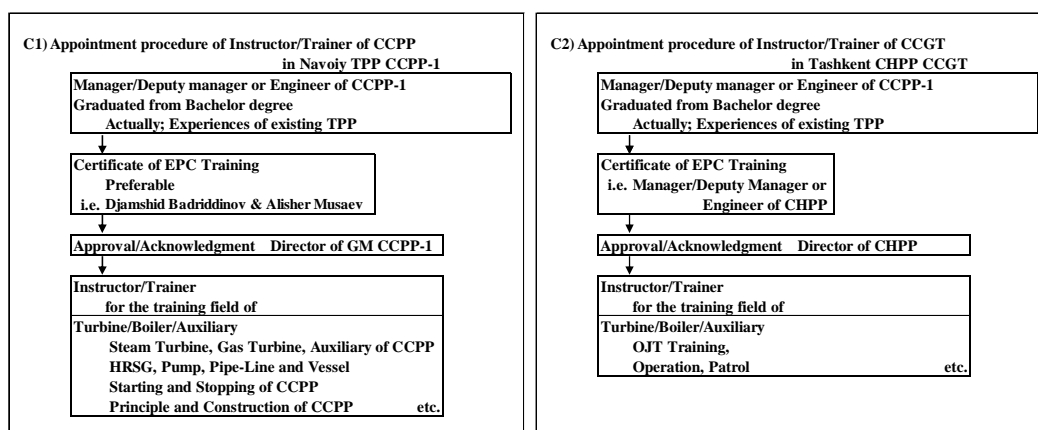 C1) Appointment procedure of Instructor/Trainer of CCPP
in Navoiy TPP CCPP-1
Manager/Deputy manager or Engineer of CCPP-1
Graduated from Bachelor degree
Actually; Experiences of existing TPP
Certificate of EPC Training
Preferable
i.e. Djamshid Badriddinov & Alisher Musaev
Approval/Acknowledgment Director of GM CCPP-1
Instructor/Trainer
for the training field of
Turbine/Boiler/Auxiliary
Steam Turbine, Gas Turbine, Auxiliary of CCPP
HRSG, Pump, Pipe-Line and Vessel
Starting and Stopping of CCPP
Principle and Construction of CCPP etc.
C2) Appointment procedure of Instructor/Trainer of CCGT
in Tashkent CHPP CCGT
Manager/Deputy manager or Engineer of CCPP-1
Graduated from Bachelor degree
Actually; Experiences of existing TPP
Certificate of EPC Training
i.e. Manager/Deputy Manager or
Engineer of CHPP
Approval/Acknowledgment Director of CHPP
Instructor/Trainer
for the training field of
Turbine/Boiler/Auxiliary
OJT Training,
Operation, Patrol etc.